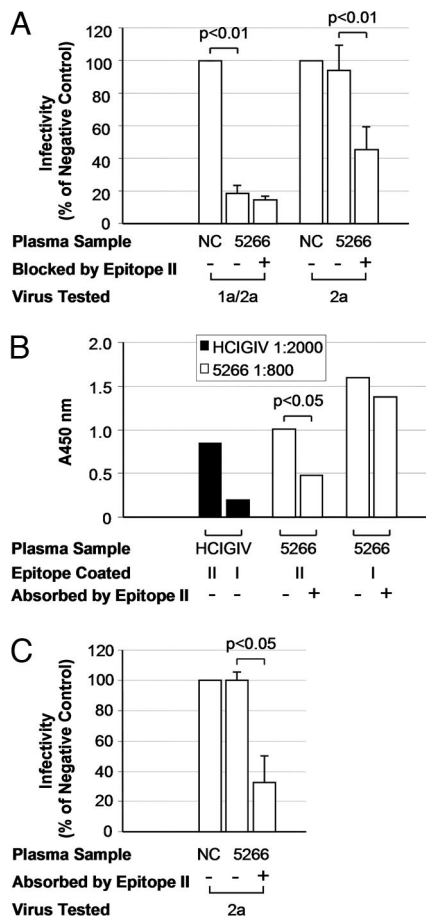 A
p<0.01
p<0.01
120
100
80
60
40
20
0
Infectivity
(% of Negative Control)
Plasma Sample NC 5266 NC 5266
Blocked by Epitope II - - + - - +
Virus Tested 1a/2a 2a
B
2.0
1.5
1.0
0.5
0.0
A450 nm
HCIGIV 1:2000
5266 1:800
p<0.05
Plasma Sample HCIGIV 5266 5266
Epitope Coated II I II I
Absorbed by Epitope II - - - + - +
C
p<0.05
120
100
80
60
40
20
0
Infectivity
(% of Negative Control)
Plasma Sample NC 5266
Absorbed by Epitope II - - +
Virus Tested 2a